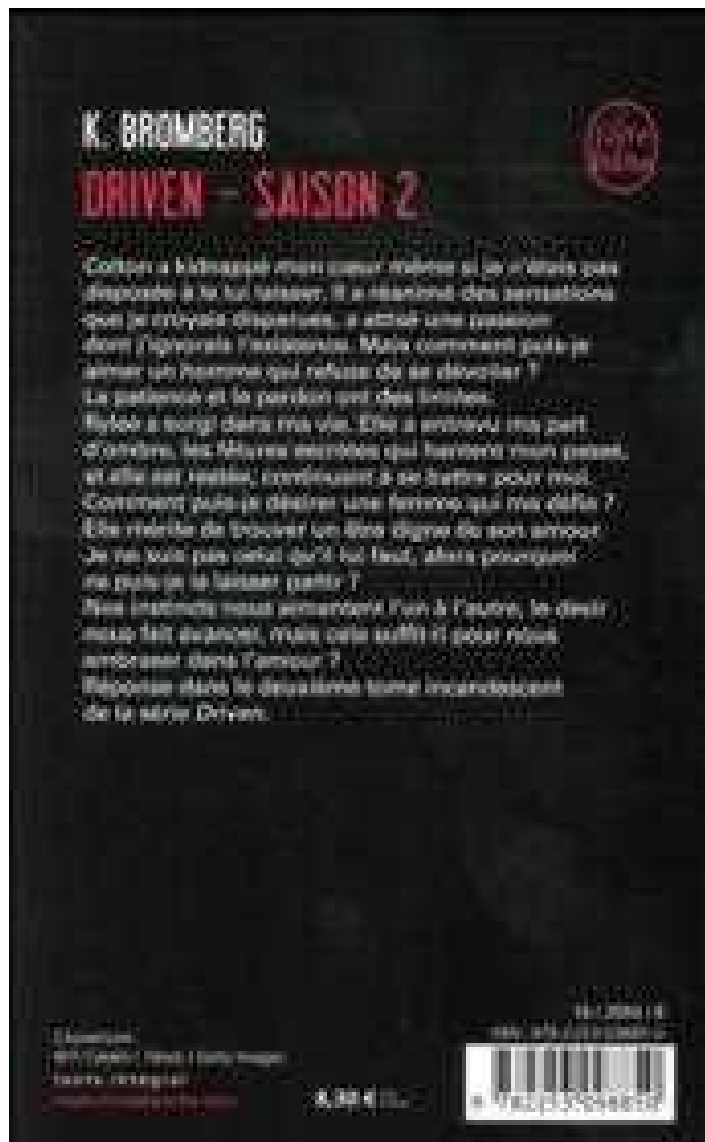 K. BROMBERG
DRIVEN – SAISON 2
Colton a kidnappé mon cœur même si je n'étais pas
disposée à le lui laisser. Il a réanimé des sensations
que je croyais disparues, a attisé une passion
dont j'ignorais l'existence. Mais comment puis-je
aimer un homme qui refuse de se dévoiler ?
La patience et le pardon ont des limites.
Rylee a surgi dans ma vie. Elle a entrevu ma part
d'ombre, les fêlures secrètes qui hantent mon passé,
et elle est restée, continuant à se battre pour moi.
Comment puis-je désirer une femme qui me défie ?
Elle mérite de trouver un être digne de son amour.
Je ne suis pas celui qu'il lui faut, alors pourquoi
ne puis-je la laisser partir ?
Nos instincts nous aimantent l'un à l'autre, le désir
nous fait avancer, mais cela suffit-il pour nous
embraser dans l'amour ?
Réponse dans le deuxième tome incandescent
de la série Driven.
Couverture
Getty Images
texte intégral
ISBN